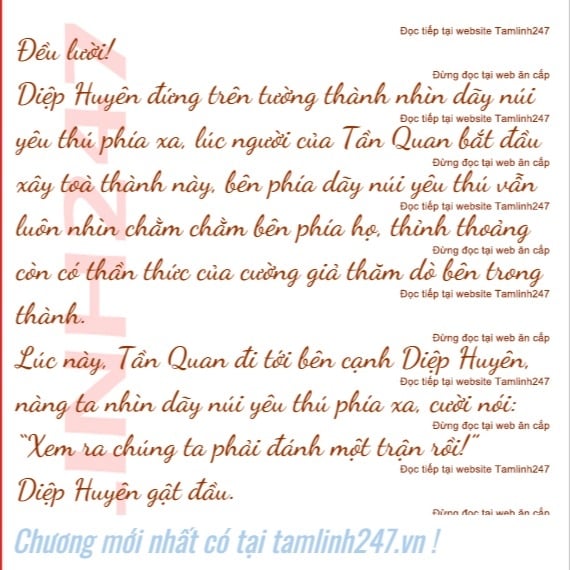 Đọc tiếp tại website Tamlinh247
Đều lười!
Đừng đọc tại web ăn cắp
Diệp Huyên đứng trên tường thành nhìn dãy núi
Đọc tiếp tại website Tamlinh247
yêu thú phía xa, lúc người của Tần Quan bắt đầu
Đừng đọc tại web ăn cắp
xây toà thành này, bên phía dãy núi yêu thú vẫn
Đọc tiếp tại website Tamlinh247
luôn nhìn chằm chằm bên phía họ, thỉnh thoảng
Đừng đọc tại web ăn cắp
còn có thần thức của cường giả thăm dò bên trong
Đọc tiếp tại website Tamlinh247
thành.
Đừng đọc tại web ăn cắp
Lúc này, Tần Quan đi tới bên cạnh Diệp Huyên,
Đọc tiếp tại website Tamlinh247
nàng ta nhìn dãy núi yêu thú phía xa, cười nói:
Đừng đọc tại web ăn cắp
“Xem ra chúng ta phải đánh một trận rồi!”
Đọc tiếp tại website Tamlinh247
Diệp Huyên gật đầu.
Đừng đọc tại web ăn cắp
INH247
Chương mới nhất có tại tamlinh247.vn !